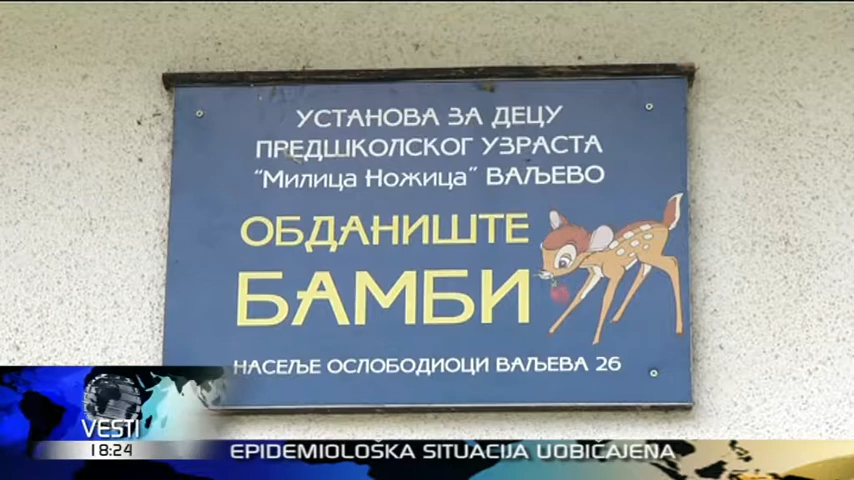 УСТАНОВА ЗА ДЕЦУ
ПРЕДШКОЛСКОГ УЗРАСТА
“Милица Ножица” ВАЉЕВО
ОБДАНИШТЕ
БАМБИ
НАСЕЉЕ ОСЛОБОДИОЦИ ВАЉЕВА 26
VESTI
18:24
EPIDEMIOLOŠKA SITUACIJA UOBIČAJENA